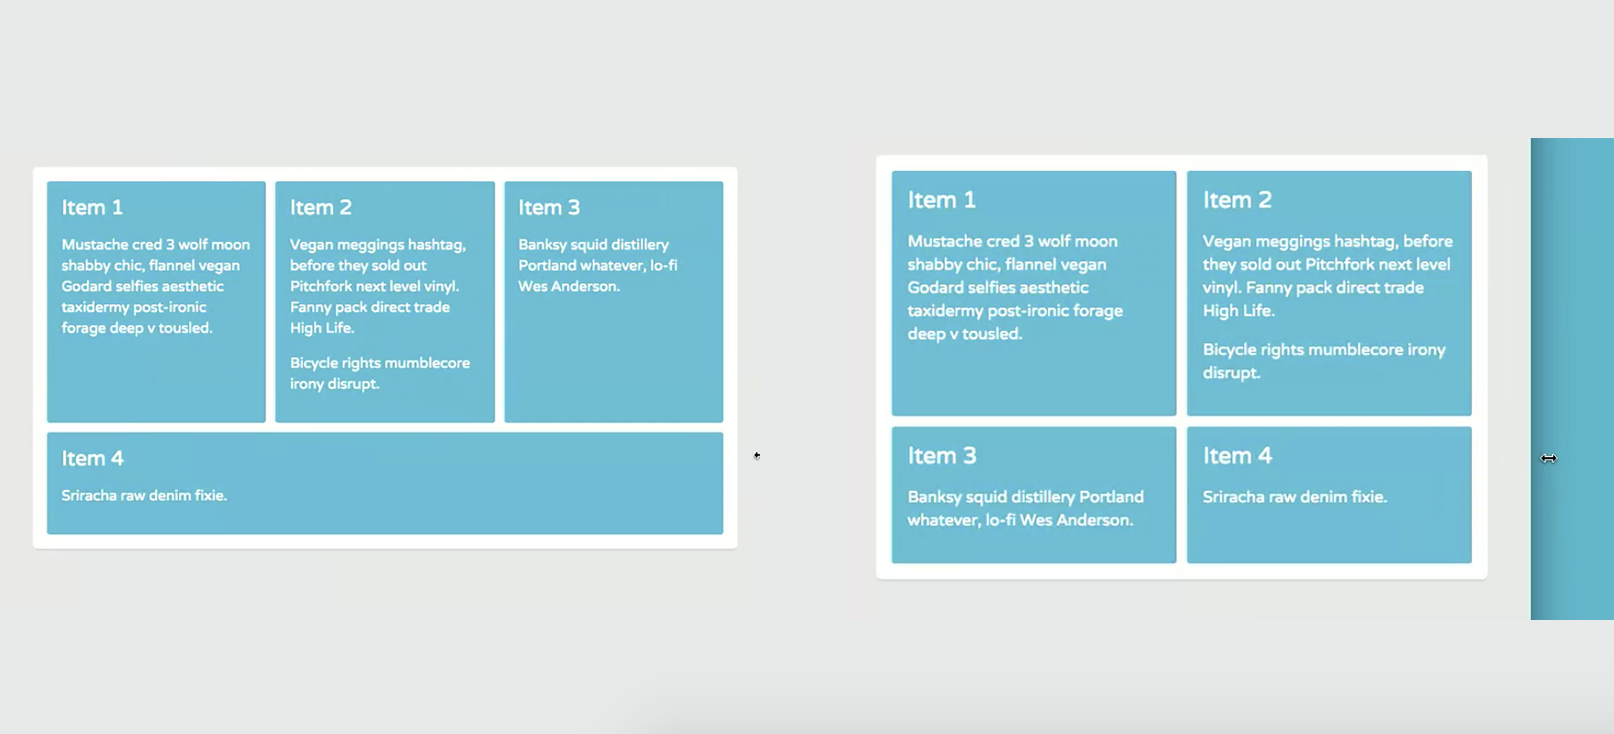 Item 1
Mustache cred 3 wolf moon
shabby chic, flannel vegan
Godard selfies aesthetic
taxidermy post-ironic
forage deep v tousled.
Item 2
Vegan meggings hashtag,
before they sold out
Pitchfork next level vinyl.
Fanny pack direct trade
High Life.
Bicycle rights mumblecore
irony disrupt.
Item 3
Banksy squid distillery
Portland whatever, lo-fi
Wes Anderson.
Item 4
Sriracha raw denim fixie.
Item 1
Mustache cred 3 wolf moon
shabby chic, flannel vegan
Godard selfies aesthetic
taxidermy post-ironic forage
deep v tousled.
Item 2
Vegan meggings hashtag, before
they sold out Pitchfork next level
vinyl. Fanny pack direct trade
High Life.
Bicycle rights mumblecore irony
disrupt.
Item 3
Banksy squid distillery Portland
whatever, lo-fi Wes Anderson.
Item 4
Sriracha raw denim fixie.